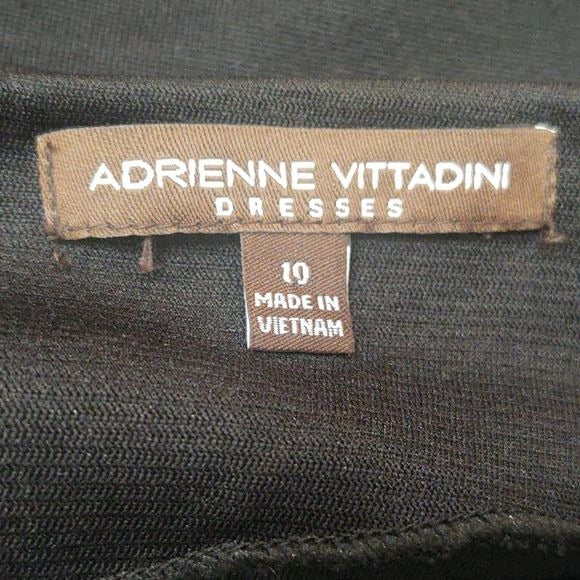 ADRIENNE VITTADINI
DRESSES
10
MADE IN
VIETNAM